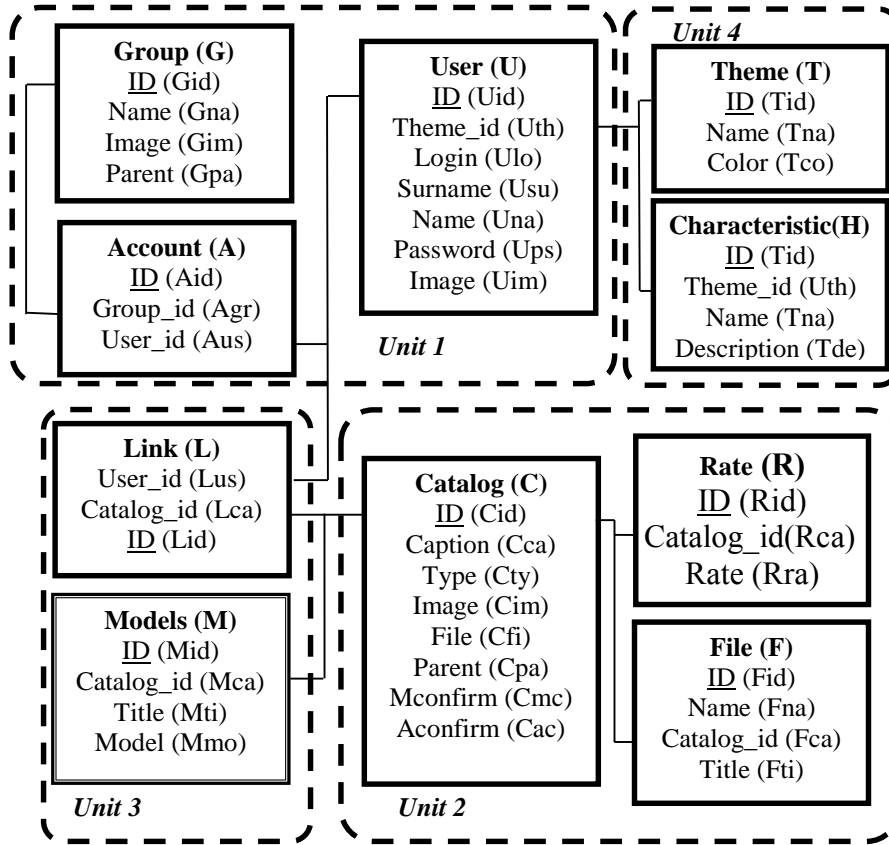 Group (G)
ID (Gid)
Name (Gna)
Image (Gim)
Parent (Gpa)
Account (A)
ID (Aid)
Group_id (Agr)
User_id (Aus)
User (U)
ID (Uid)
Theme_id (Uth)
Login (Ulo)
Surname (Usu)
Name (Una)
Password (Ups)
Image (Uim)
Unit 1
Unit 4
Theme (T)
ID (Tid)
Name (Tna)
Color (Tco)
Characteristic(H)
ID (Tid)
Theme_id (Uth)
Name (Tna)
Description (Tde)
Link (L)
User_id (Lus)
Catalog_id (Lca)
ID (Lid)
Models (M)
ID (Mid)
Catalog_id (Mca)
Title (Mti)
Model (Mmo)
Unit 3
Catalog (C)
ID (Cid)
Caption (Cca)
Type (Cty)
Image (Cim)
File (Cfi)
Parent (Cpa)
Mconfirm (Cmc)
Aconfirm (Cac)
Rate (R)
ID (Rid)
Catalog_id(Rca)
Rate (Rra)
File (F)
ID (Fid)
Name (Fna)
Catalog_id (Fca)
Title (Fti)
Unit 2